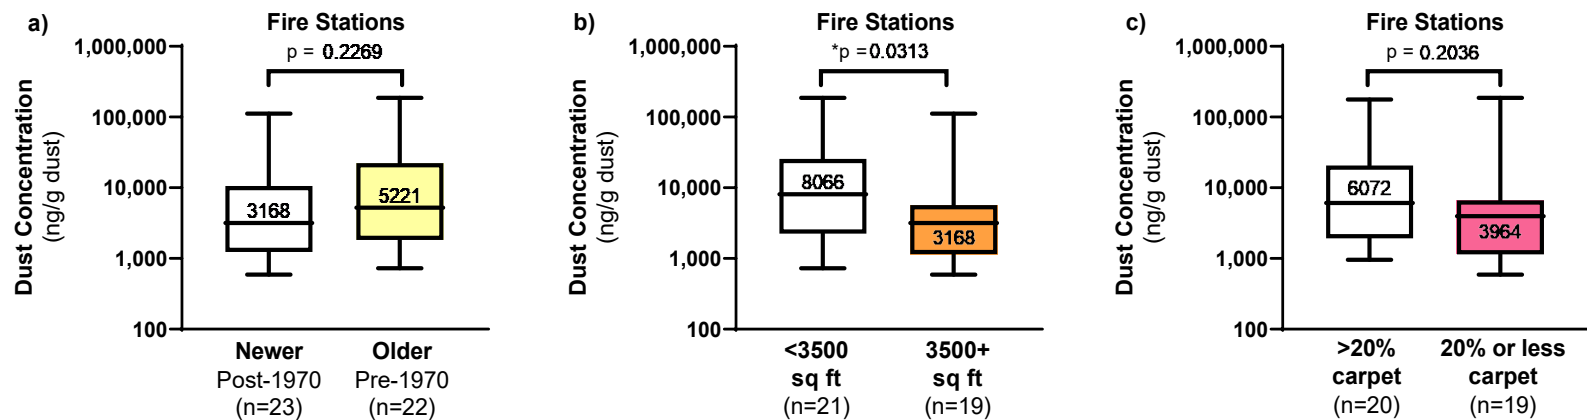 a)
Fire Stations
p = 0.2269
Dust Concentration
(ng/g dust)
1,000,000
100,000
10,000
1,000
100
3168
5221
Newer
Post-1970
(n=23)
Older
Pre-1970
(n=22)
b)
Fire Stations
*p = 0.0313
Dust Concentration
(ng/g dust)
1,000,000
100,000
10,000
1,000
100
8066
3168
<3500
sq ft
(n=21)
3500+
sq ft
(n=19)
c)
Fire Stations
p = 0.2036
Dust Concentration
(ng/g dust)
1,000,000
100,000
10,000
1,000
100
6072
3964
>20%
carpet
(n=20)
20% or less
carpet
(n=19)